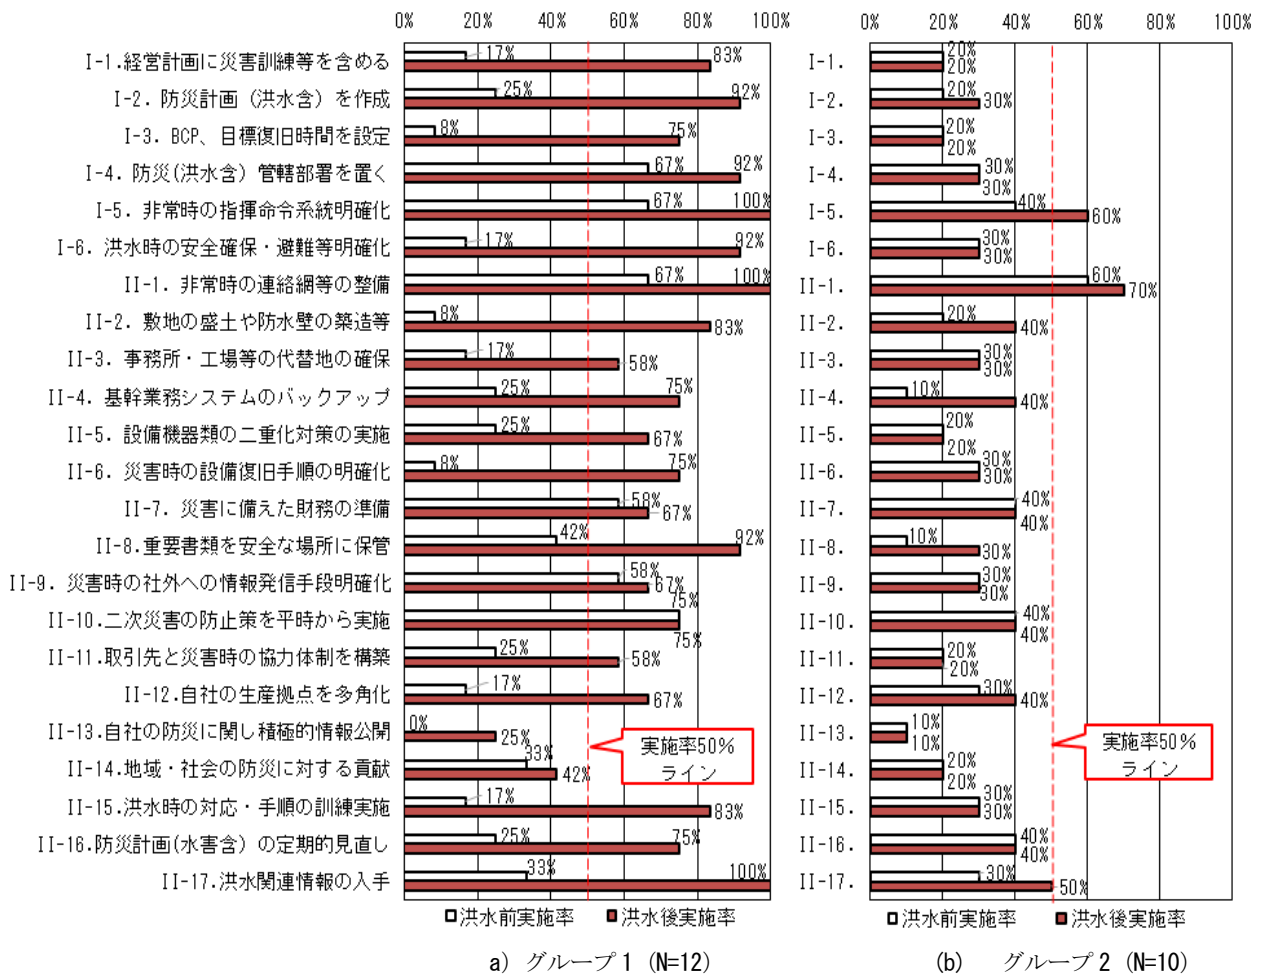 0% 20% 40% 60% 80% 100%
I-1.経営計画に災害訓練等を含める 17% 83%
I-2. 防災計画 (洪水含) を作成 25% 92%
I-3. BCP、目標復旧時間を設定 8% 75%
I-4. 防災(洪水含) 管轄部署を置く 67% 92%
I-5. 非常時の指揮命令系統明確化 67% 100%
I-6. 洪水時の安全確保・避難等明確化 17% 92%
II-1. 非常時の連絡網等の整備 67% 100%
II-2. 敷地の盛土や防水壁の築造等 8% 83%
II-3. 事務所・工場等の代替地の確保 17% 58%
II-4. 基幹業務システムのバックアップ 25% 75%
II-5. 設備機器類の二重化対策の実施 25% 67%
II-6. 災害時の設備復旧手順の明確化 8% 75%
II-7. 災害に備えた財務の準備 58% 67%
II-8.重要書類を安全な場所に保管 42% 92%
II-9. 災害時の社外への情報発信手段明確化 58% 67%
II-10.二次災害の防止策を平時から実施 75% 75%
II-11.取引先と災害時の協力体制を構築 25% 58%
II-12.自社の生産拠点を多角化 17% 67%
II-13.自社の防災に関し積極的情報公開 0% 25%
II-14.地域・社会の防災に対する貢献 33% 42%
II-15.洪水時の対応・手順の訓練実施 17% 83%
II-16.防災計画(水害含) の定期的見直し 25% 75%
II-17.洪水関連情報の入手 33% 100%
実施率50%
ライン
洪水前実施率 洪水後実施率
a) グループ1 (N=12)
0% 20% 40% 60% 80% 100%
I-1. 20% 20%
I-2. 20% 30%
I-3. 20% 20%
I-4. 30% 30%
I-5. 40% 60%
I-6. 30% 30%
II-1. 60% 70%
II-2. 20% 40%
II-3. 30% 30%
II-4. 10% 40%
II-5. 20% 20%
II-6. 30% 30%
II-7. 40% 40%
II-8. 10% 30%
II-9. 30% 30%
II-10. 40% 40%
II-11. 20% 20%
II-12. 30% 40%
II-13. 10% 10%
II-14. 20% 20%
II-15. 30% 30%
II-16. 40% 40%
II-17. 30% 50%
実施率50%
ライン
洪水前実施率 洪水後実施率
(b) グループ2 (N=10)